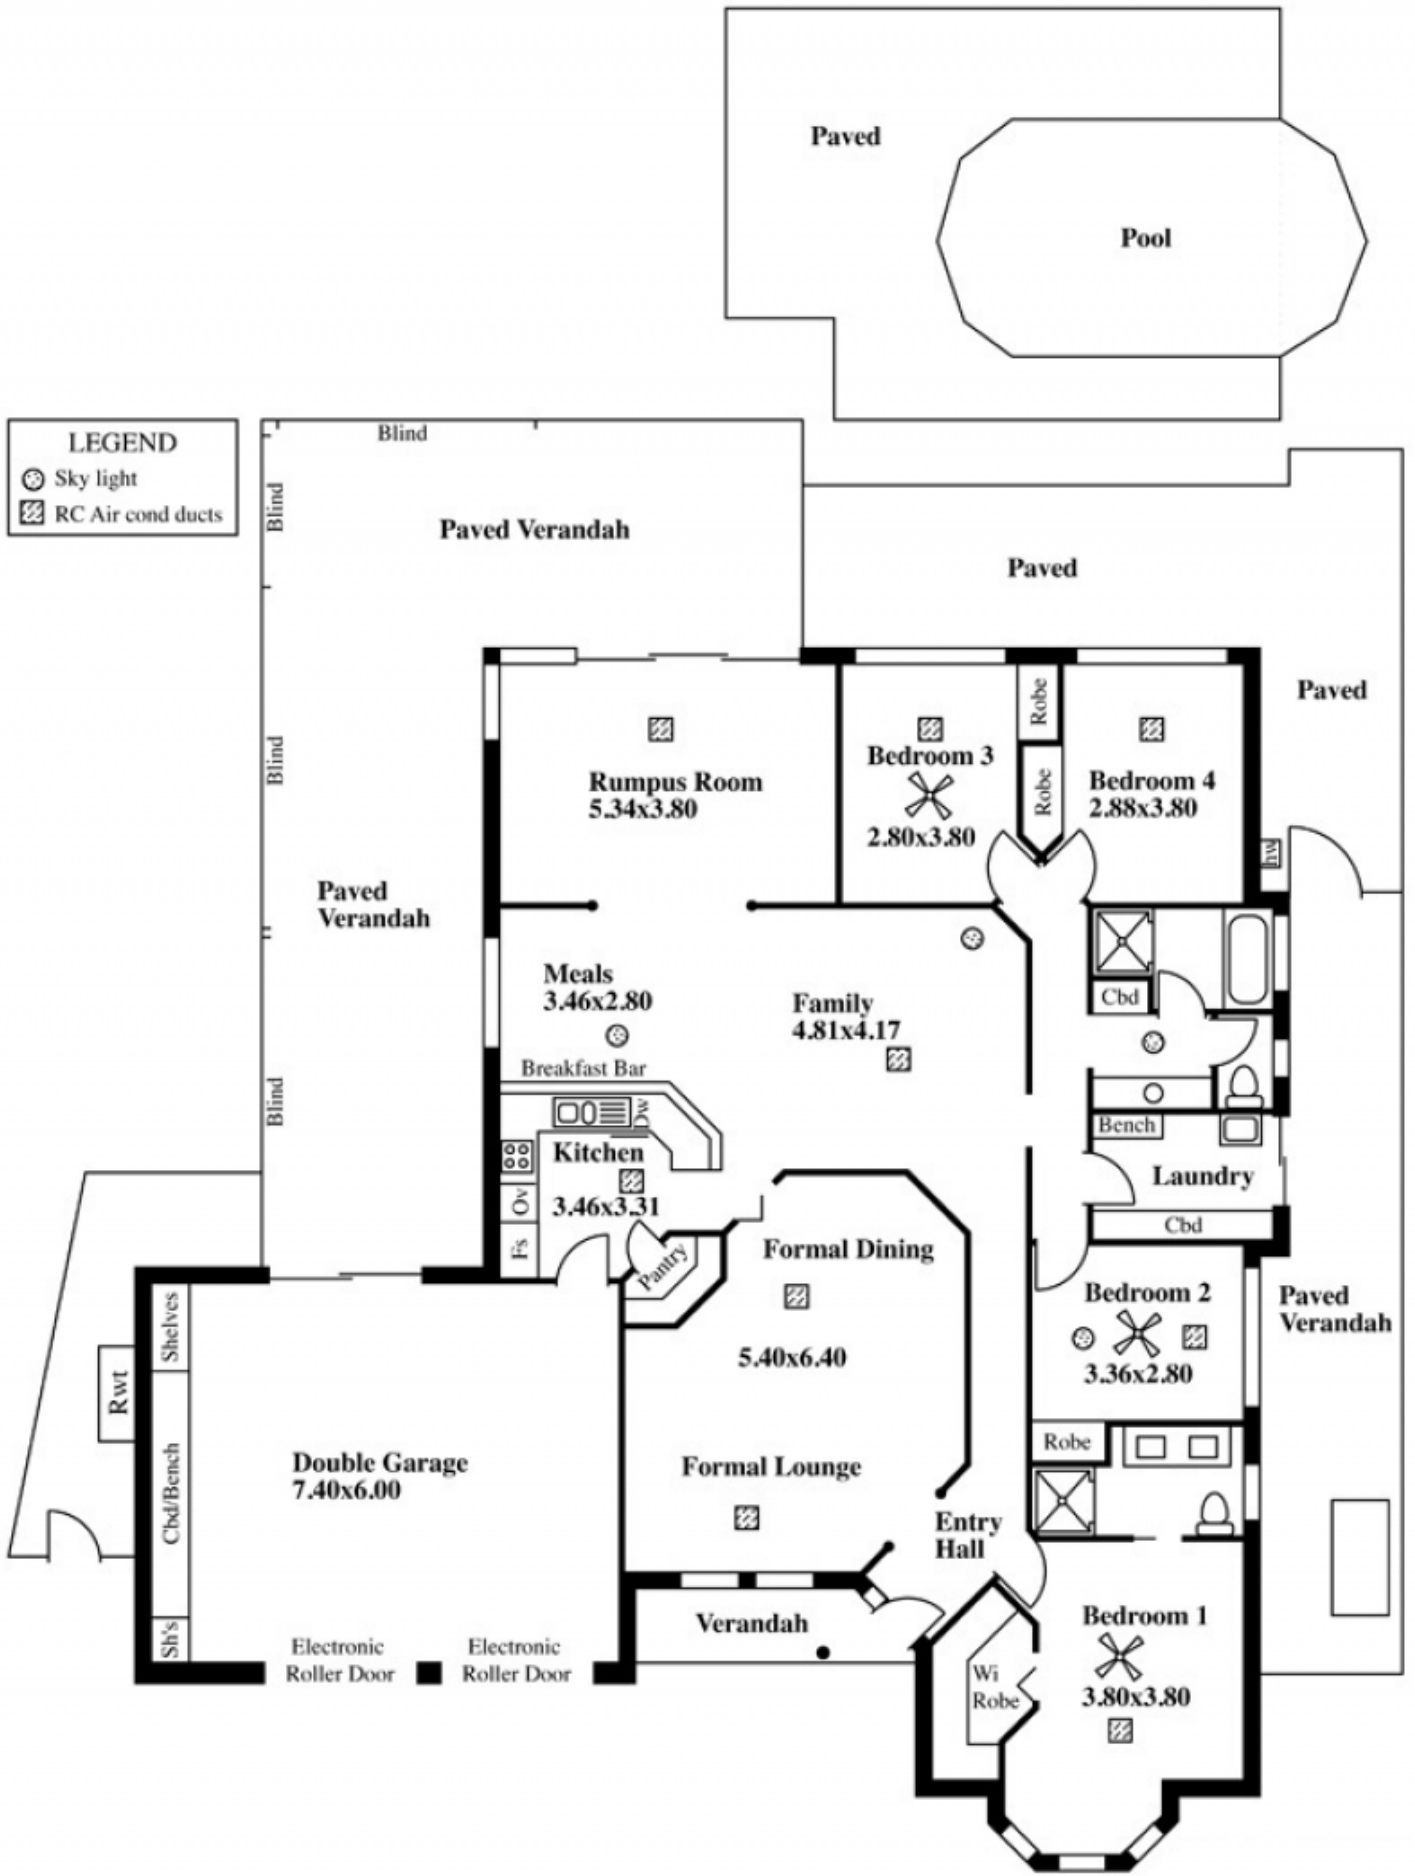 Paved
Pool
LEGEND
Sky light
RC Air cond ducts
Blind
Blind
Paved Verandah
Paved
Paved
Blind
Rumpus Room
5.34x3.80
Bedroom 3
2.80x3.80
Robe
Robe
Bedroom 4
2.88x3.80
hw
Paved
Verandah
Meals
3.46x2.80
Family
4.81x4.17
Cbd
Blind
Breakfast Bar
Dw
Kitchen
3.46x3.31
Ov
Fs
Pantry
Bench
Laundry
Cbd
Formal Dining
5.40x6.40
Formal Lounge
Bedroom 2
3.36x2.80
Robe
Paved
Verandah
Shelves
Rwt
Cbd/Bench
Sh's
Double Garage
7.40x6.00
Electronic
Roller Door
Electronic
Roller Door
Entry
Hall
Verandah
Wi
Robe
Bedroom 1
3.80x3.80